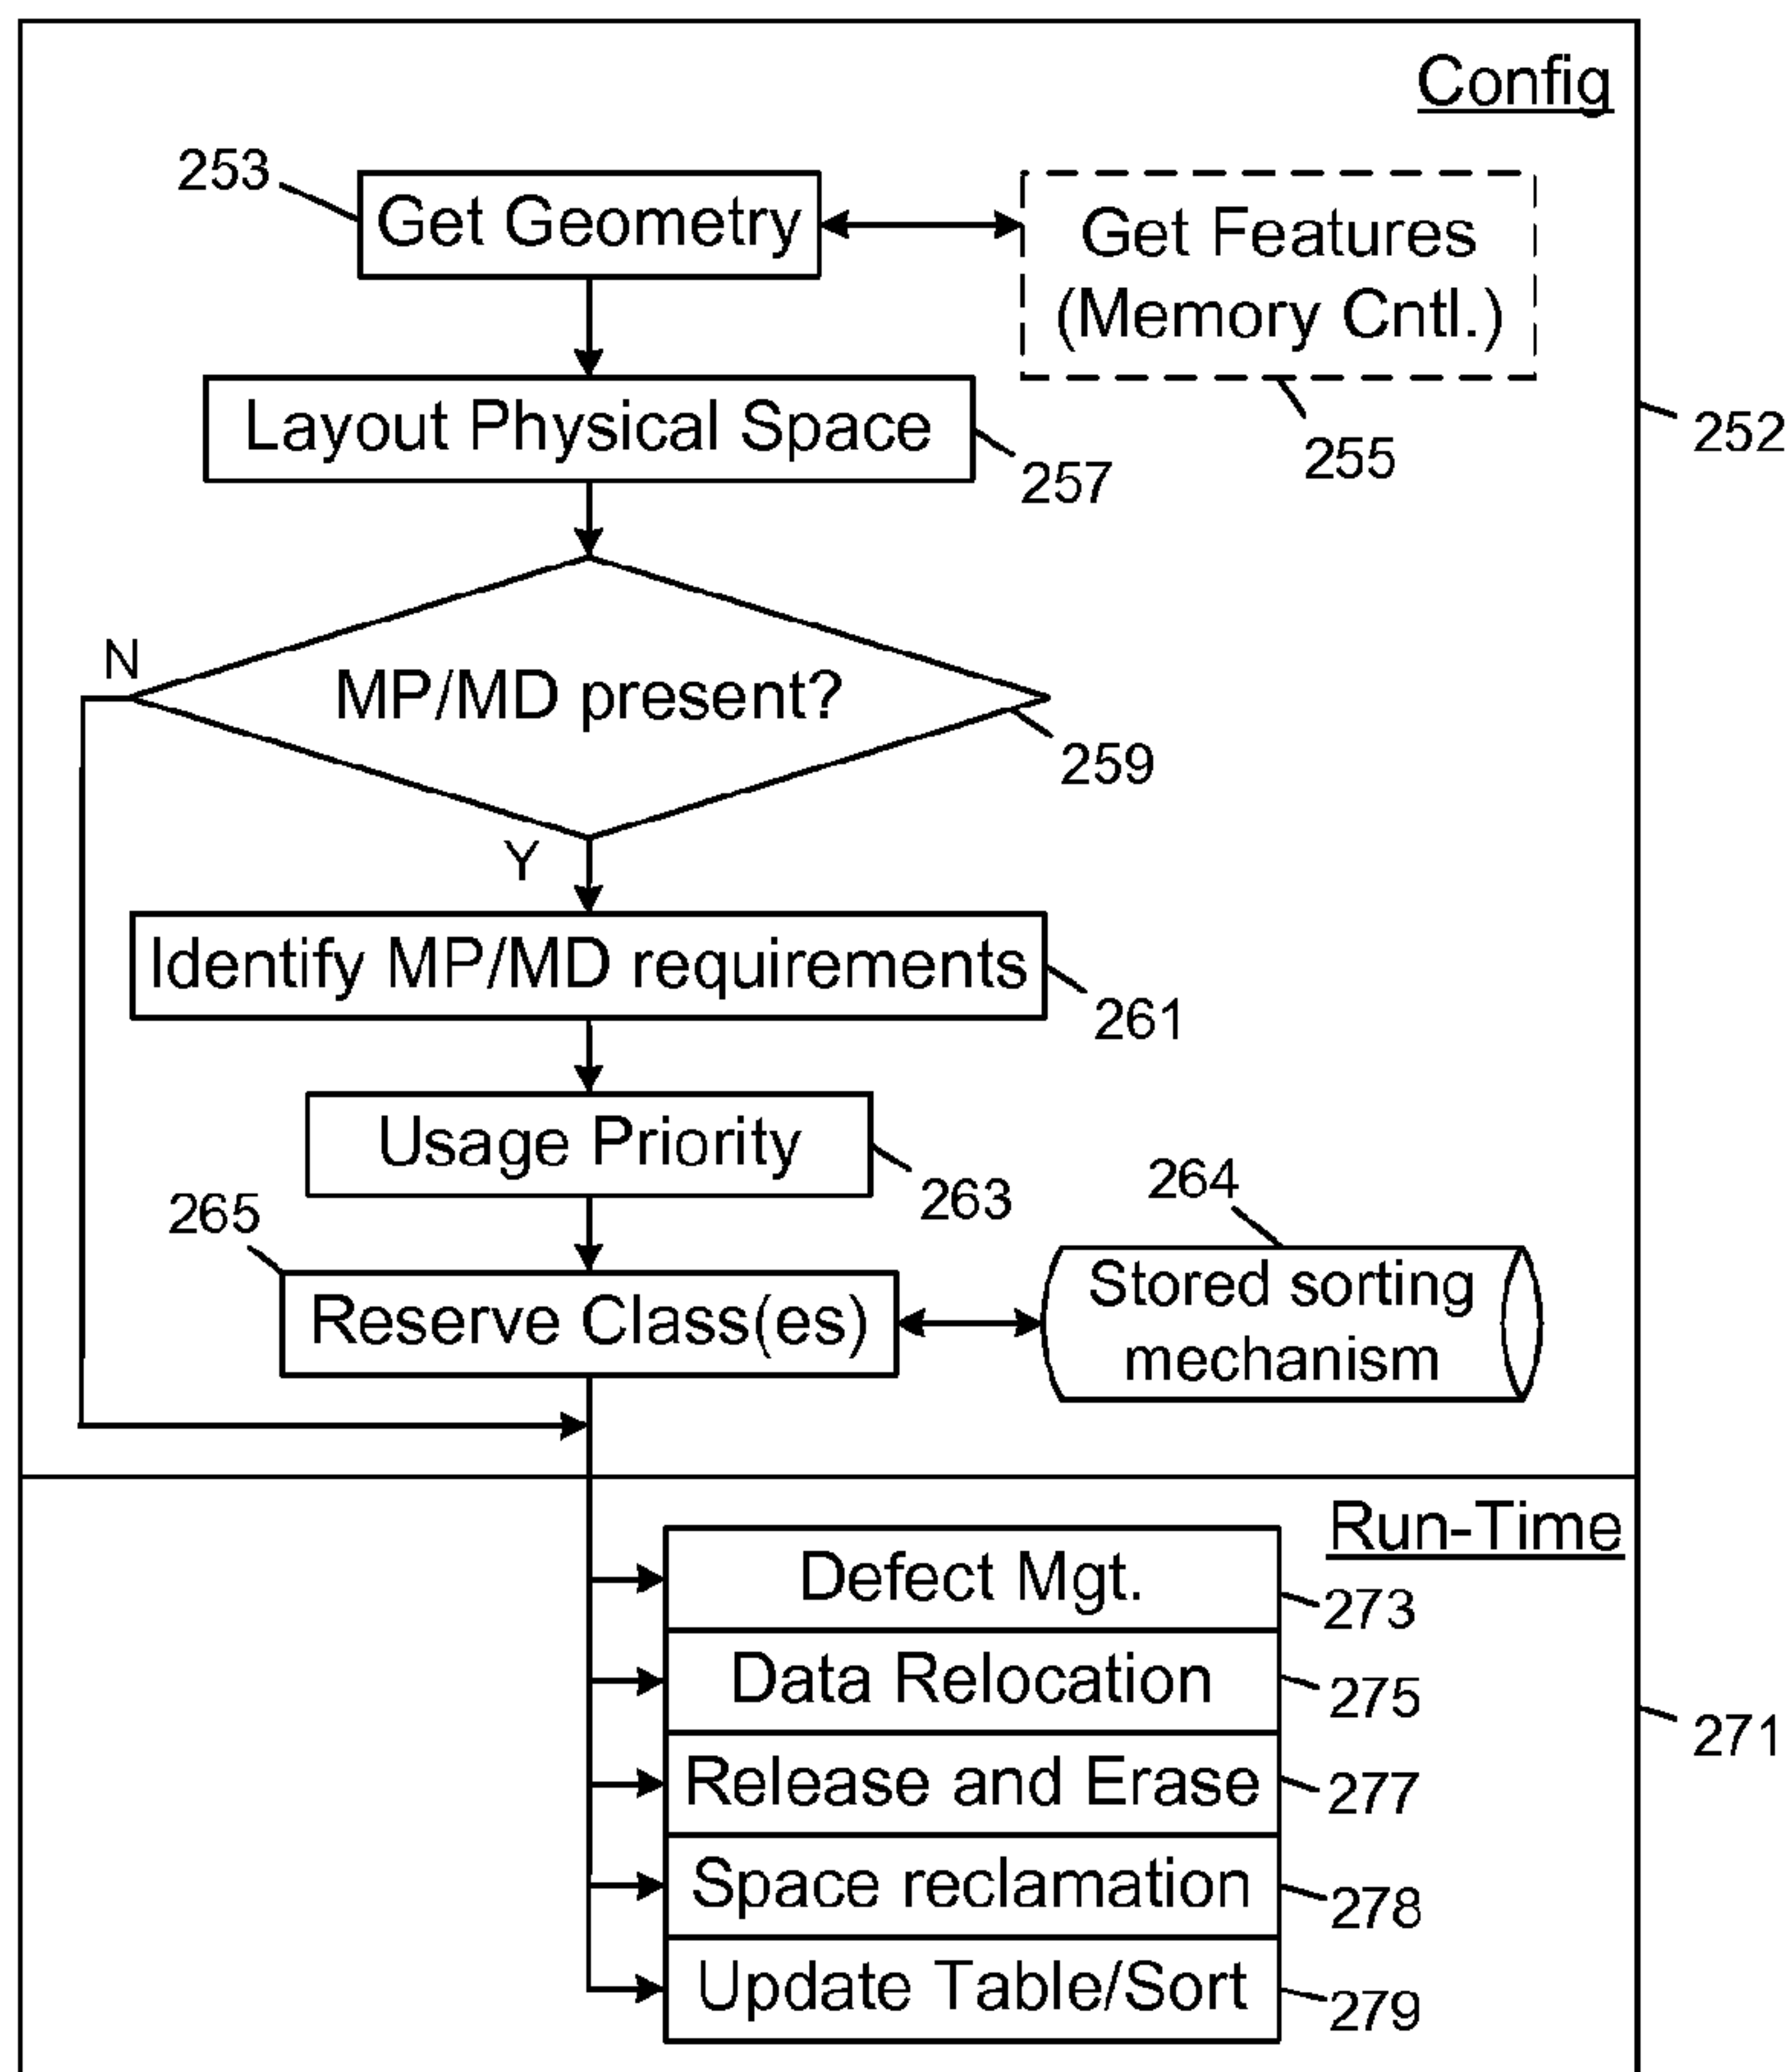 Config
253
Get Geometry
Get Features
(Memory Cntl.)
252
Layout Physical Space
257
255
N
MP/MD present?
259
Y
Identify MP/MD requirements
261
Usage Priority
263
264
265
Reserve Class(es)
Stored sorting
mechanism
Run-Time
Defect Mgt.
273
Data Relocation
275
271
Release and Erase
277
Space reclamation
278
Update Table/Sort
279